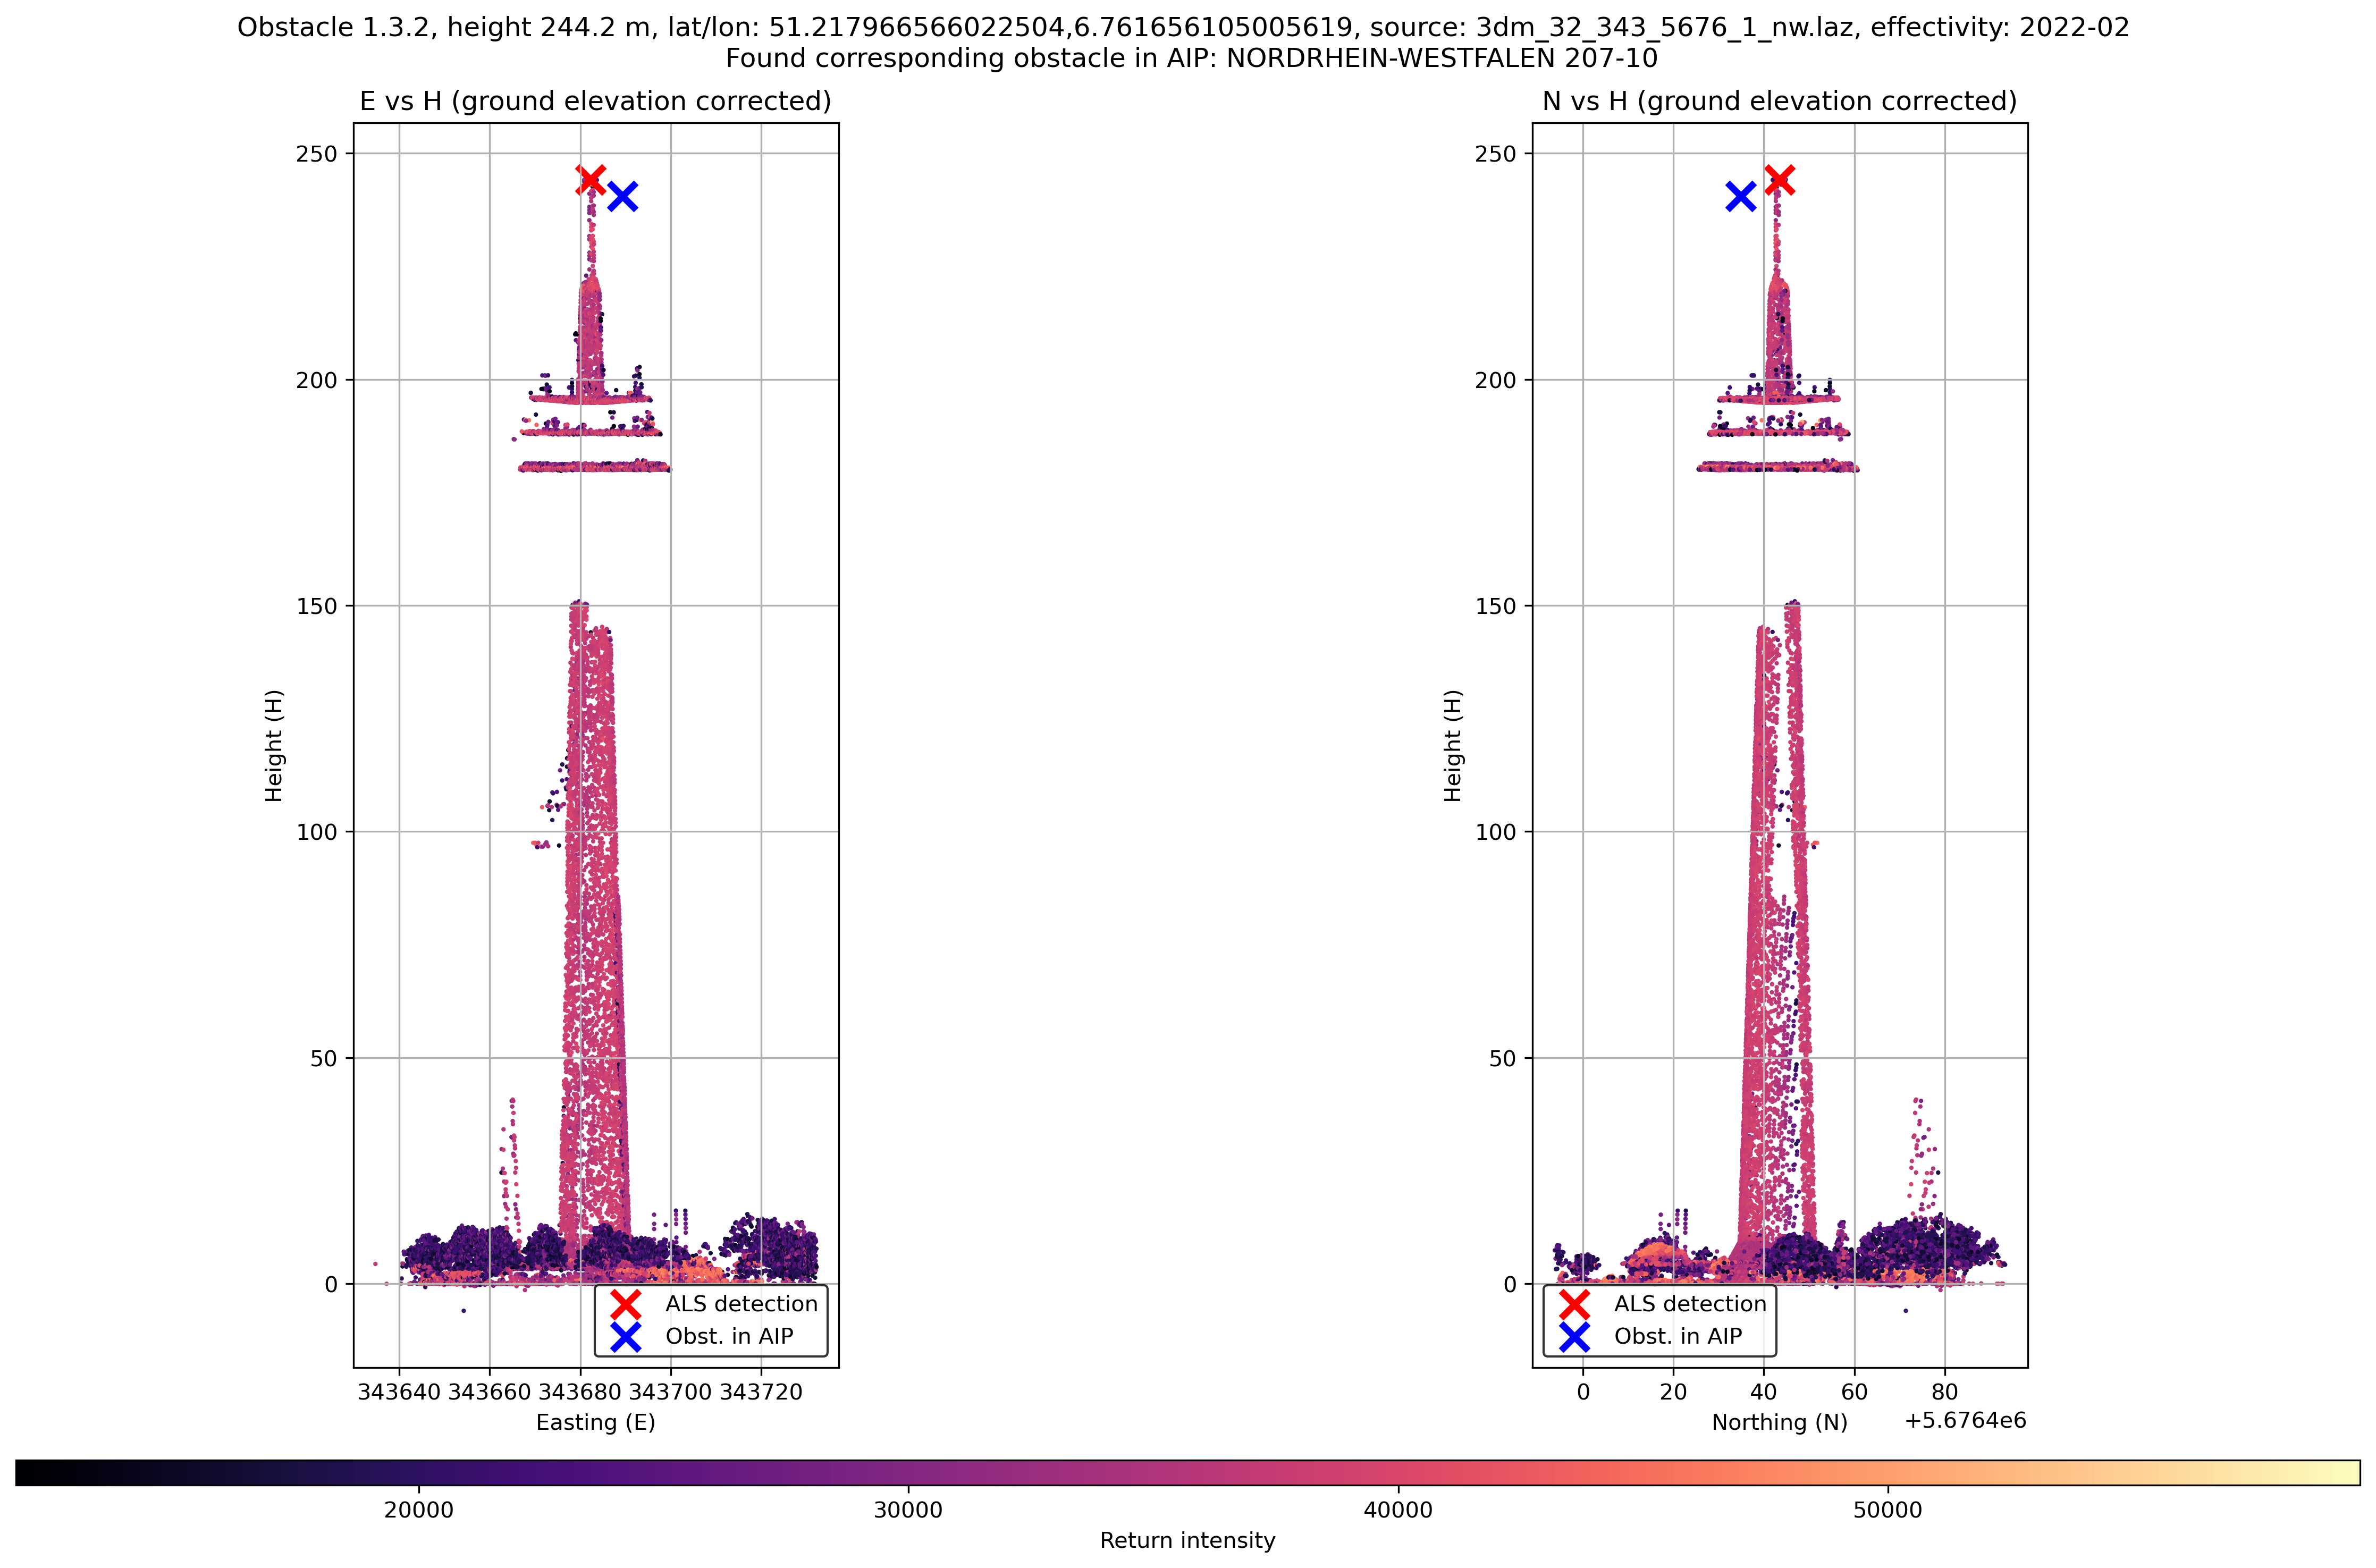 Obstacle 1.3.2, height 244.2 m, lat/lon: 51.217966566022504,6.761656105005619, source: 3dm_32_343_5676_1_nw.laz, effectivity: 2022-02
Found corresponding obstacle in AIP: NORDRHEIN-WESTFALEN 207-10
E vs H (ground elevation corrected)
250
200
150
100
50
0
Height (H)
ALS detection
Obst. in AIP
343640 343660 343680 343700 343720
Easting (E)
N vs H (ground elevation corrected)
250
200
150
100
50
0
Height (H)
ALS detection
Obst. in AIP
0 20 40 60 80
Northing (N)
+5.6764e6
20000 30000 40000 50000
Return intensity